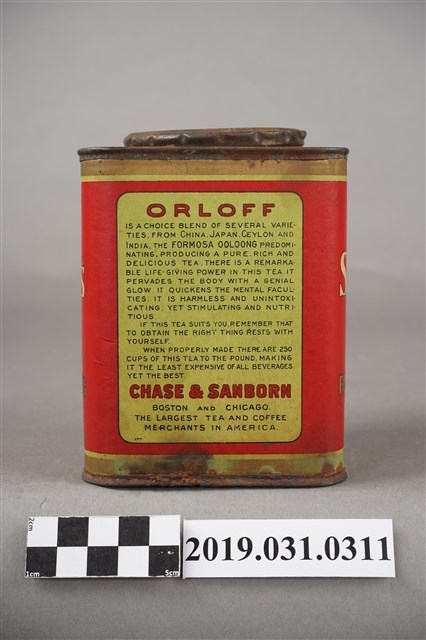 ORLOFF
IS A CHOICE BLEND OF SEVERAL VARIE-
TIES, FROM CHINA, JAPAN, CEYLON AND
INDIA, THE FORMOSA OOLOONG PREDOMI-
NATING, PRODUCING A PURE, RICH AND
DELICIOUS TEA. THERE IS A REMARKA-
BLE LIFE-GIVING POWER IN THIS TEA IT
PERVADES THE BODY WITH A GENIAL
GLOW. IT QUICKENS THE MENTAL FACUL-
TIES. IT IS HARMLESS AND UNINTOXI-
CATING, YET STIMULATING AND NUTRI-
TIOUS.
IF THIS TEA SUITS YOU, REMEMBER THAT
TO OBTAIN THE RIGHT THING RESTS WITH
YOURSELF.
WHEN PROPERLY MADE THERE ARE 250
CUPS OF THIS TEA TO THE POUND, MAKING
IT THE LEAST EXPENSIVE OF ALL BEVERAGES,
YET THE BEST.
CHASE & SANBORN
BOSTON AND CHICAGO.
THE LARGEST TEA AND COFFEE
MERCHANTS IN AMERICA.
2cm
1cm
5cm
2019.031.0311